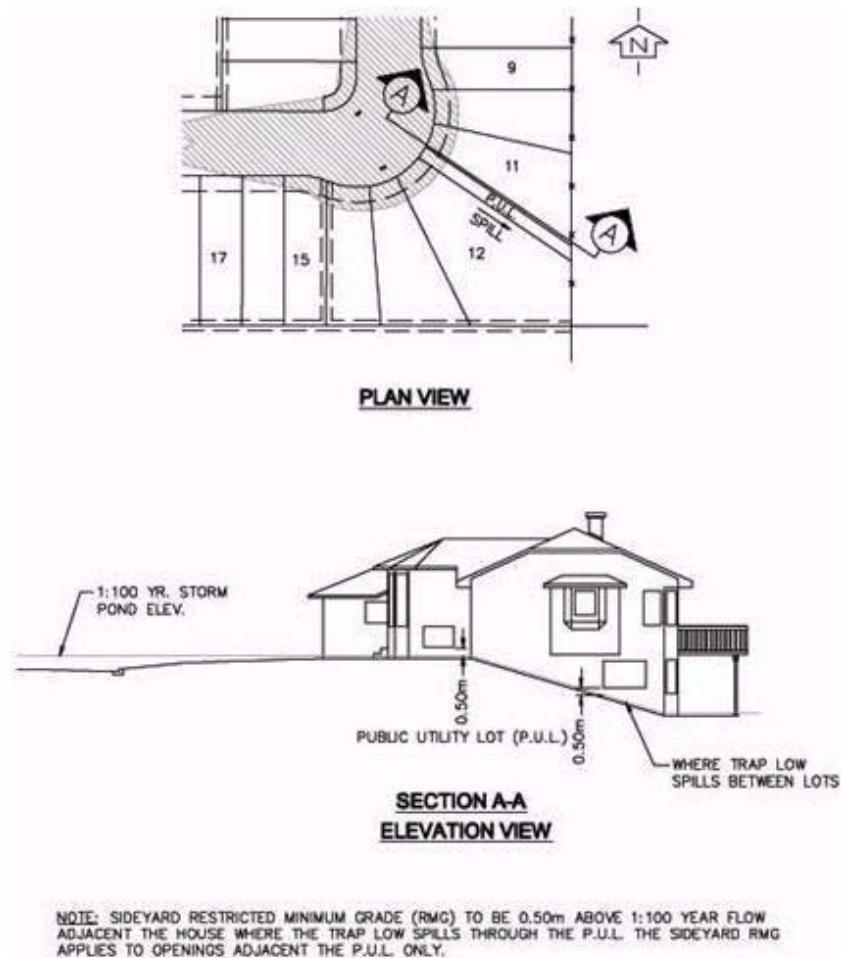 N
9
A
11
P.U.L.
SPILL
A
12
17
15
PLAN VIEW
1:100 YR. STORM
POND ELEV.
0.50m
PUBLIC UTILITY LOT (P.U.L.)
0.50m
WHERE TRAP LOW
SPILLS BETWEEN LOTS
SECTION A-A
ELEVATION VIEW
NOTE: SIDEYARD RESTRICTED MINIMUM GRADE (RMG) TO BE 0.50m ABOVE 1:100 YEAR FLOW
ADJACENT THE HOUSE WHERE THE TRAP LOW SPILLS THROUGH THE P.U.L. THE SIDEYARD RMG
APPLIES TO OPENINGS ADJACENT THE P.U.L. ONLY.